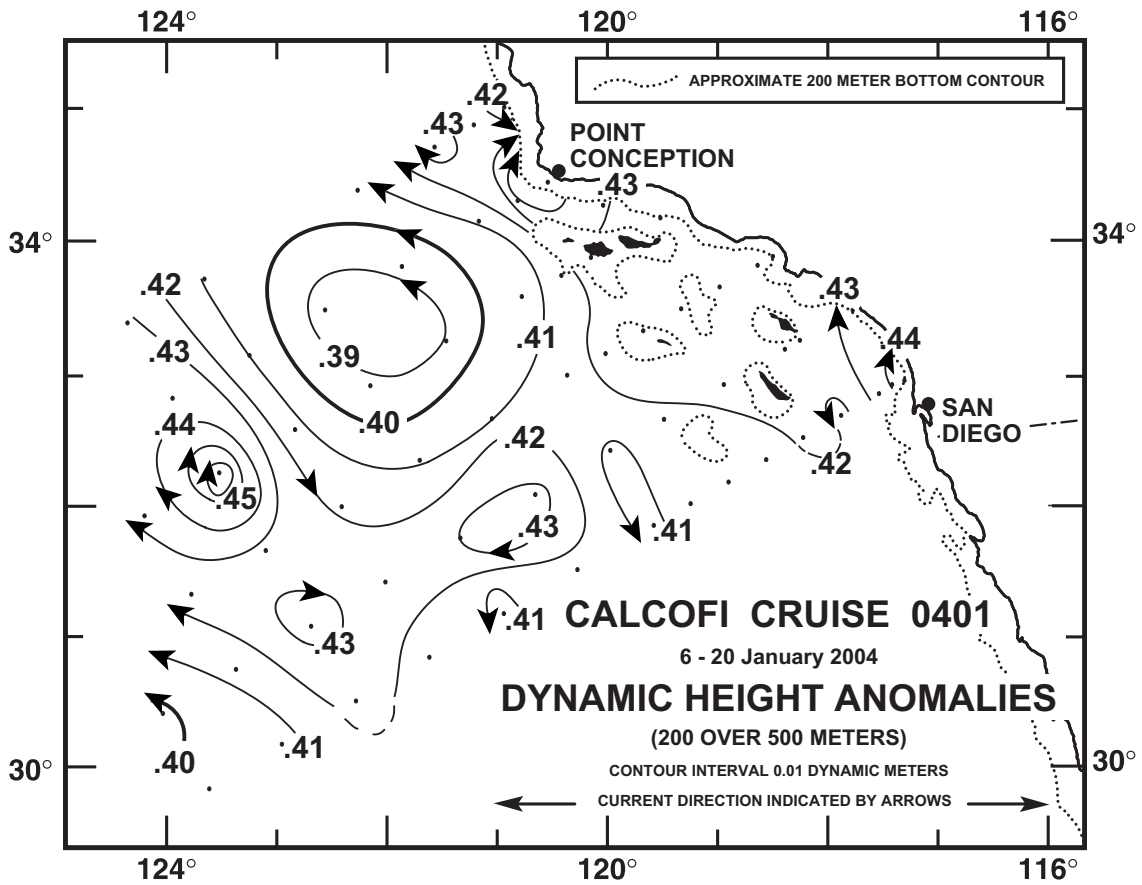 124° 120° 116°
APPROXIMATE 200 METER BOTTOM CONTOUR
.42
.43
POINT
CONCEPTION
.43
34° 34°
.42
.43
.41
.43
.39
.44
.40
SAN
DIEGO
.44
.42
.42
.45
.43
.41
.41
CALCOFI CRUISE 0401
.43
6 - 20 January 2004
DYNAMIC HEIGHT ANOMALIES
(200 OVER 500 METERS)
.41
.40
30° 30°
CONTOUR INTERVAL 0.01 DYNAMIC METERS
CURRENT DIRECTION INDICATED BY ARROWS
124° 120° 116°